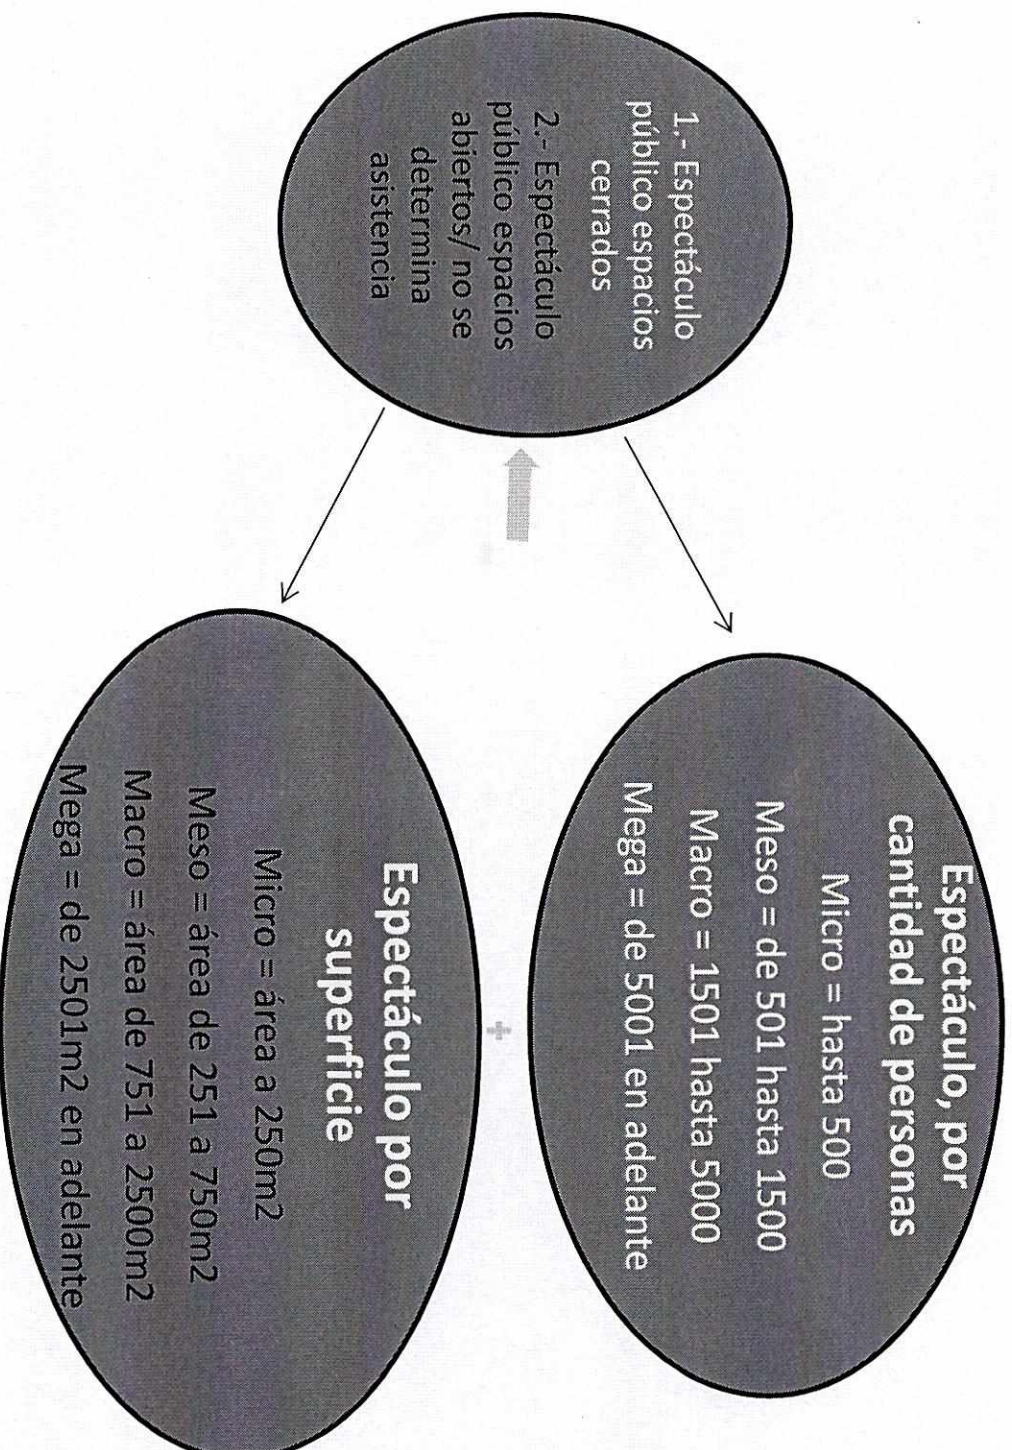 1.- Espectáculo
público espacios
cerrados
2.- Espectáculo
público espacios
abiertos/ no se
determina
asistencia
Espectáculo, por
cantidad de personas
Micro = hasta 500
Meso = de 501 hasta 1500
Macro = 1501 hasta 5000
Mega = de 5001 en adelante
+
Espectáculo por
superficie
Micro = área a 250m2
Meso = área de 251 a 750m2
Macro = área de 751 a 2500m2
Mega = de 2501m2 en adelante